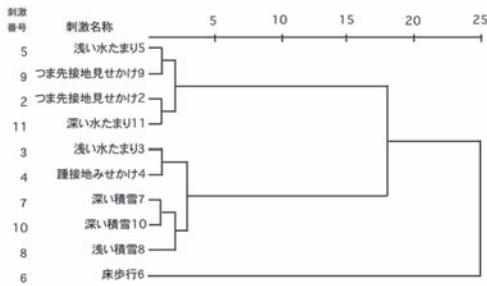 刺激
番号 刺激名称 5 10 15 20 25
5 浅い水たまり5
9 つま先接地見せかけ9
2 つま先接地見せかけ2
11 深い水たまり11
3 浅い水たまり3
4 踵接地みせかけ4
7 深い積雪7
10 深い積雪10
8 浅い積雪8
6 床歩行6